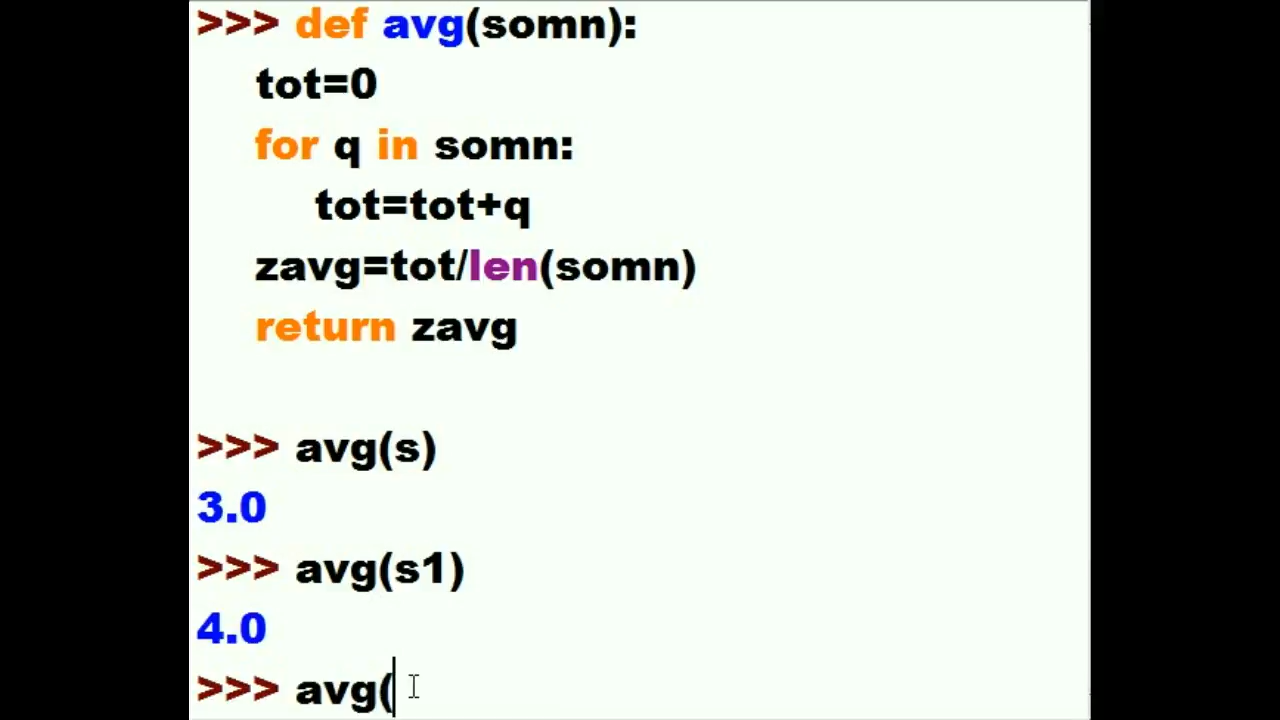 >>> def avg(somn):
tot=0
for q in somn:
tot=tot+q
zavg=tot/len(somn)
return zavg
>>> avg(s)
3.0
>>> avg(s1)
4.0
>>> avg(